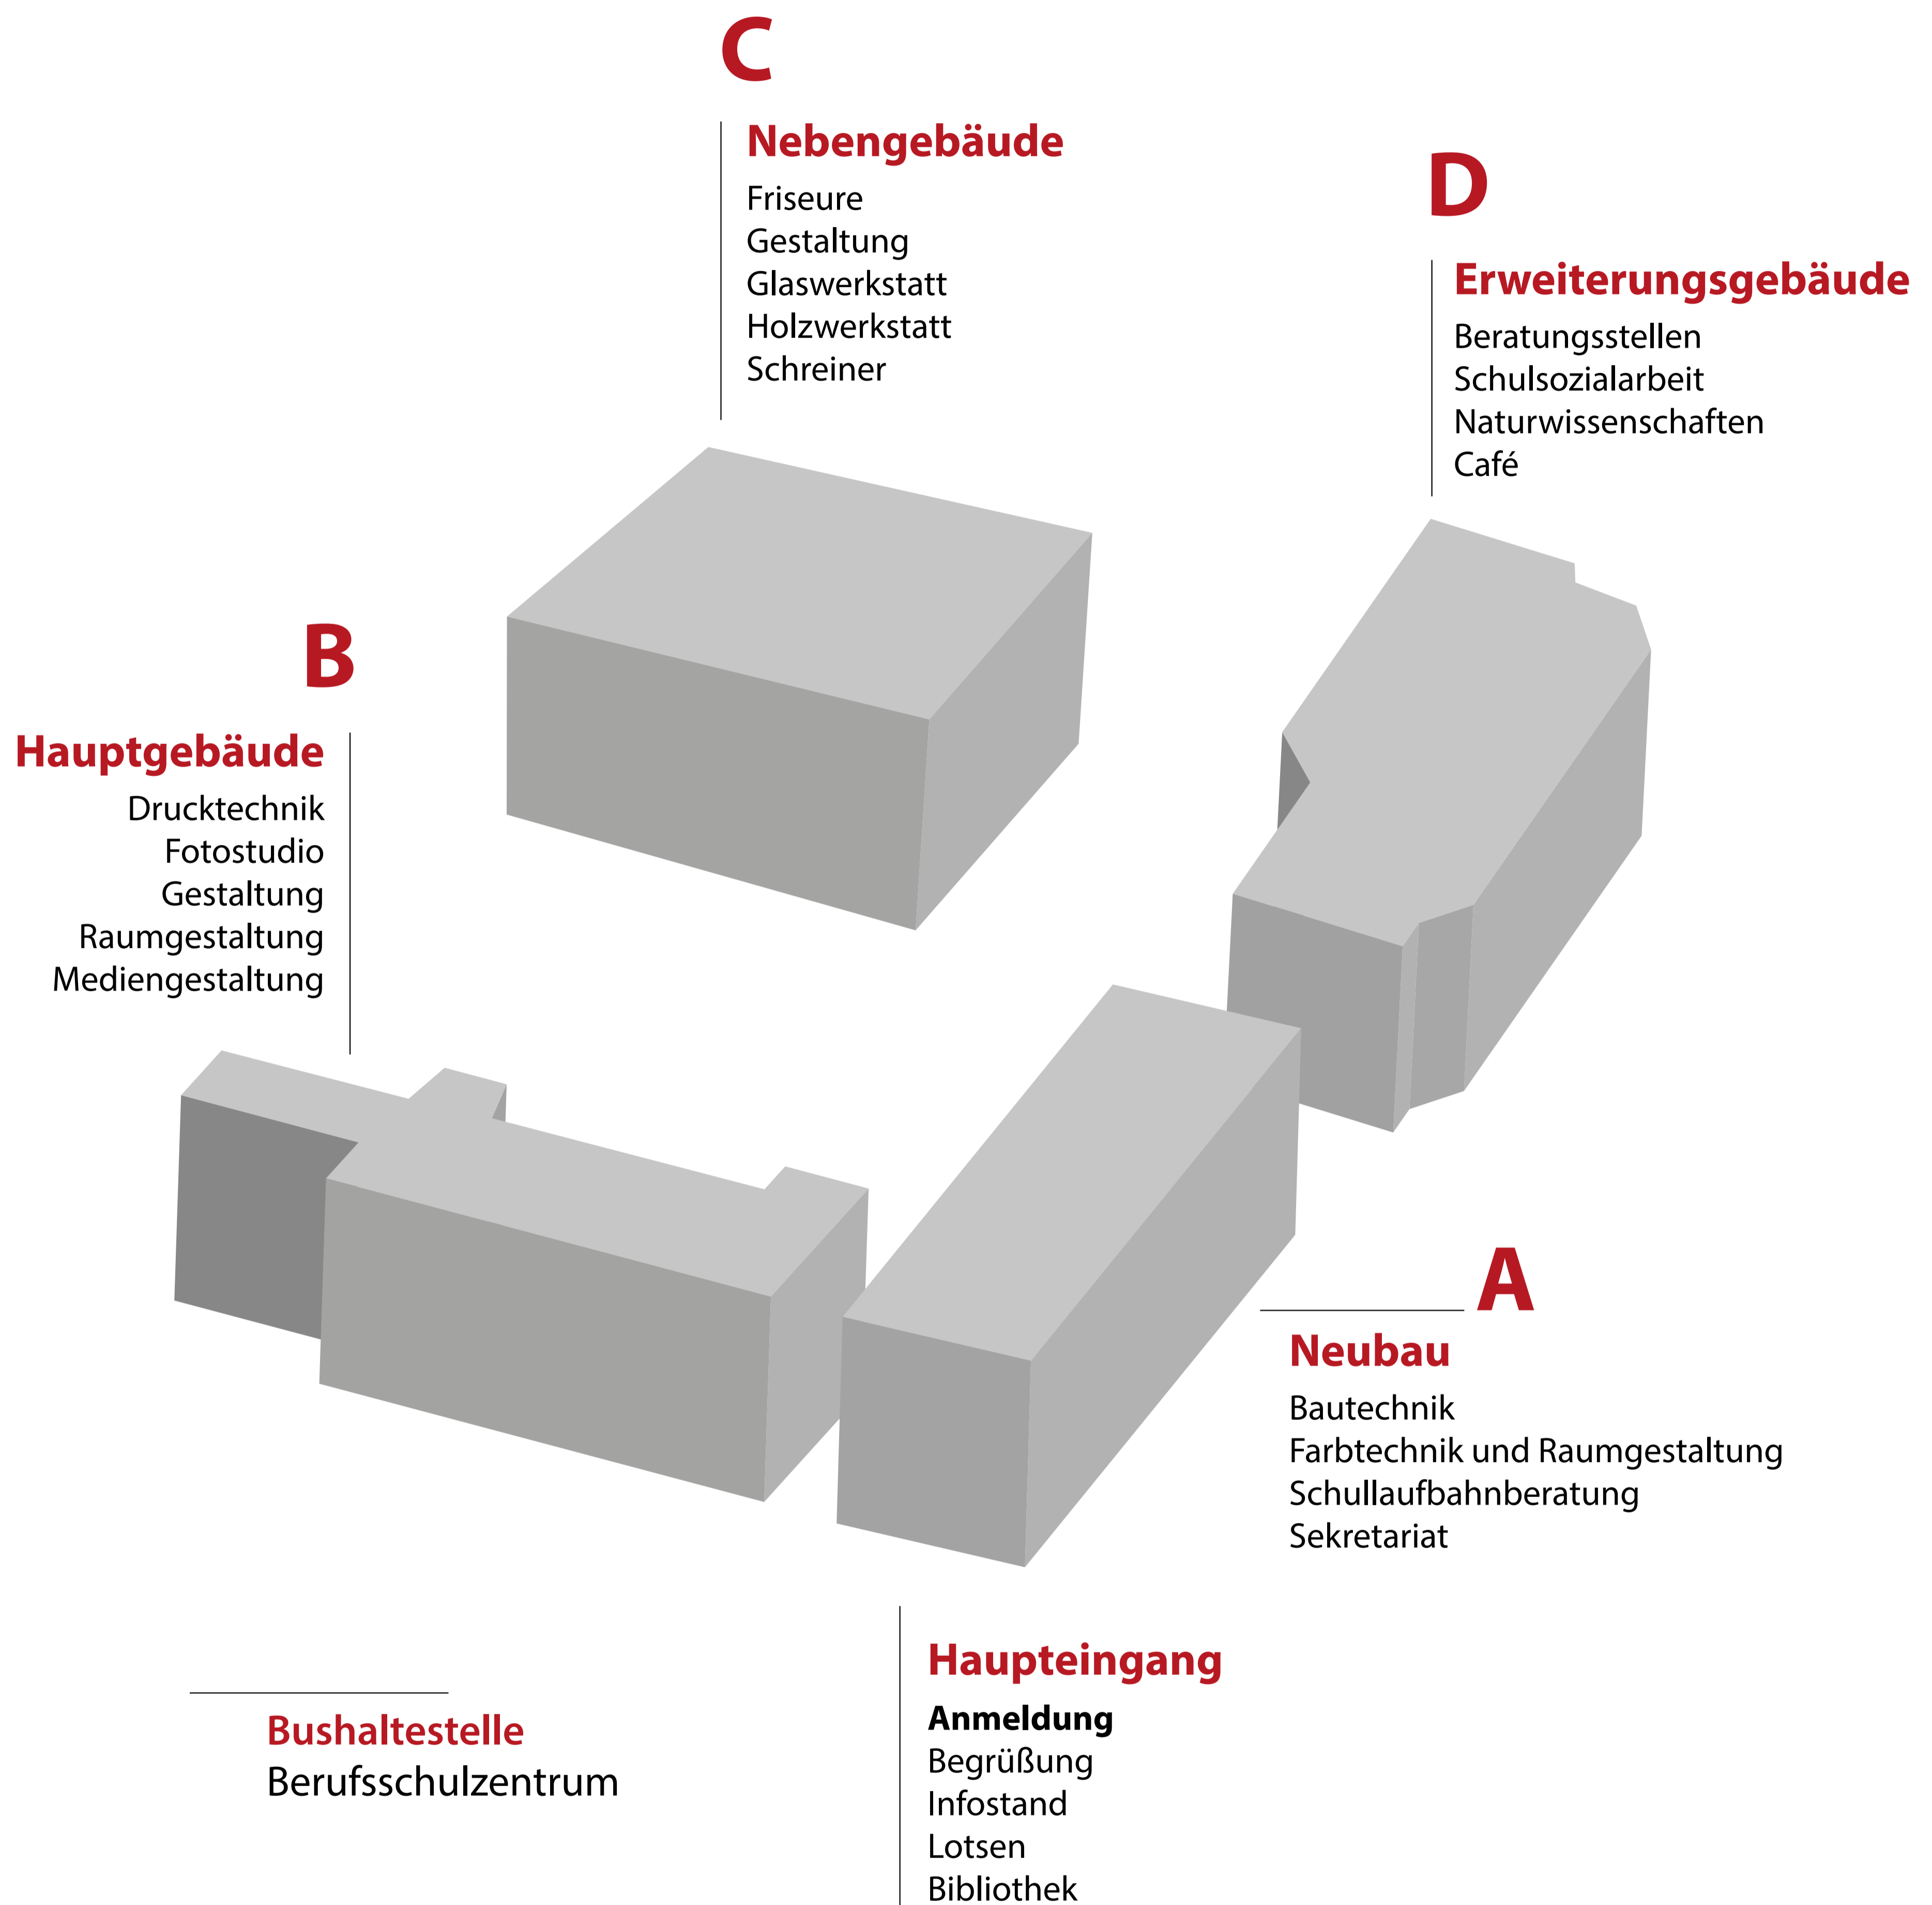 C
Nebengebäude
Friseure
Gestaltung
Glaswerkstatt
Holzwerkstatt
Schreiner
D
Erweiterungsgebäude
Beratungsstellen
Schulsozialarbeit
Naturwissenschaften
Café
B
Hauptgebäude
Drucktechnik
Fotostudio
Gestaltung
Raumgestaltung
Mediengestaltung
A
Neubau
Bautechnik
Farbtechnik und Raumgestaltung
Schullaufbahnberatung
Sekretariat
Haupteingang
Anmeldung
Begrüßung
Infostand
Lotsen
Bibliothek
Bushaltestelle
Berufsschulzentrum